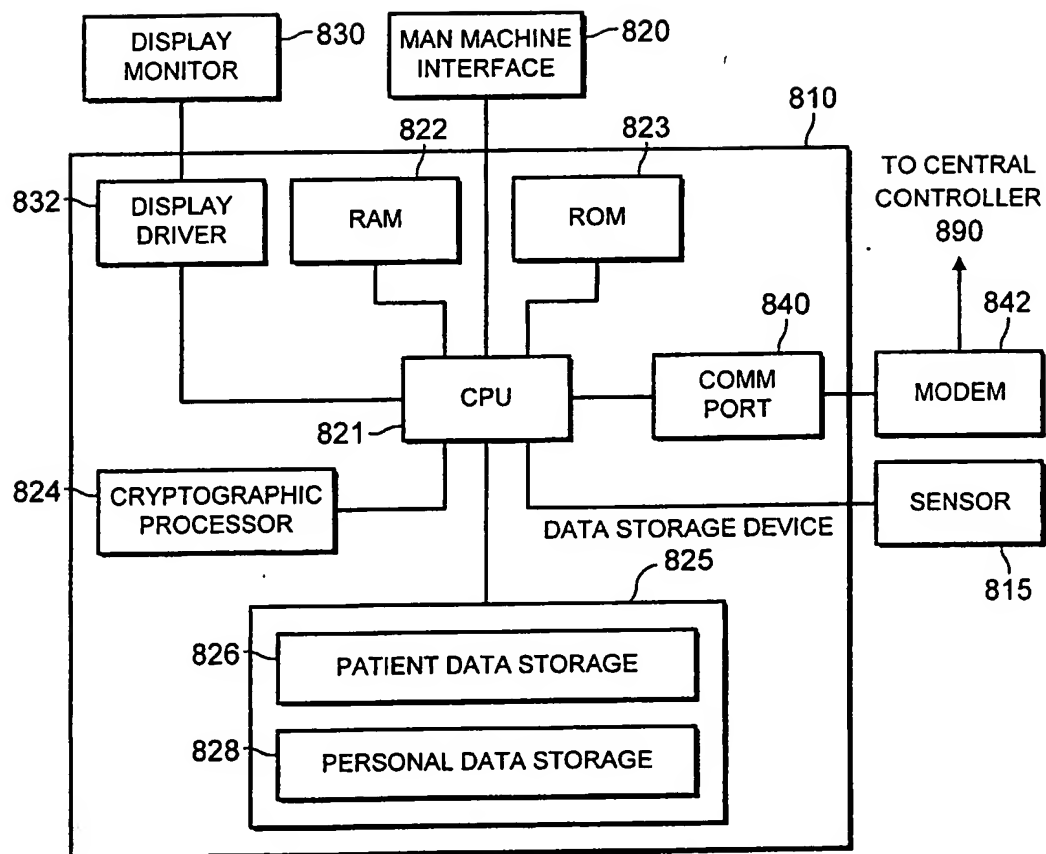 DISPLAY
MONITOR
830
MAN MACHINE
INTERFACE
820
810
822
823
TO CENTRAL
CONTROLLER
890
832
DISPLAY
DRIVER
RAM
ROM
840
842
CPU
821
COMM
PORT
MODEM
824
CRYPTOGRAPHIC
PROCESSOR
SENSOR
815
DATA STORAGE DEVICE
825
826
PATIENT DATA STORAGE
828
PERSONAL DATA STORAGE